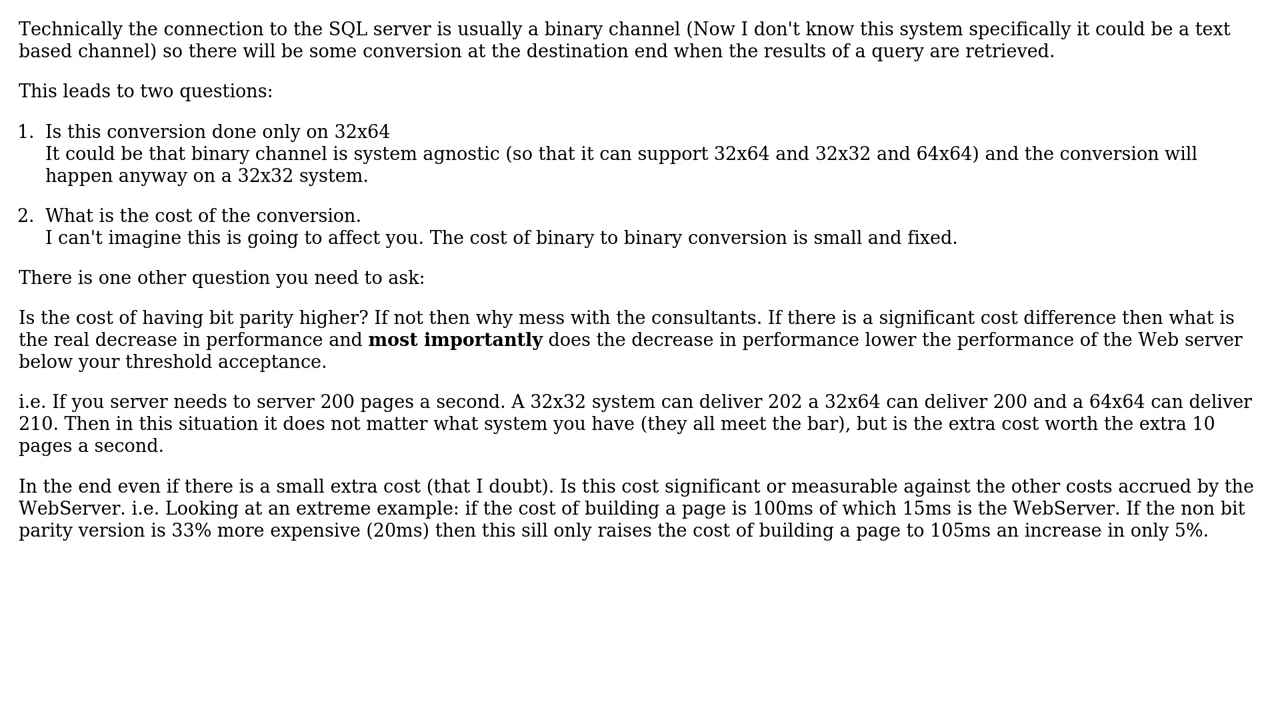 Technically the connection to the SQL server is usually a binary channel (Now I don't know this system specifically it could be a text
based channel) so there will be some conversion at the destination end when the results of a query are retrieved.
This leads to two questions:
1. Is this conversion done only on 32x64
It could be that binary channel is system agnostic (so that it can support 32x64 and 32x32 and 64x64) and the conversion will
happen anyway on a 32x32 system.
2. What is the cost of the conversion.
I can't imagine this is going to affect you. The cost of binary to binary conversion is small and fixed.
There is one other question you need to ask:
Is the cost of having bit parity higher? If not then why mess with the consultants. If there is a significant cost difference then what is
the real decrease in performance and most importantly does the decrease in performance lower the performance of the Web server
below your threshold acceptance.
i.e. If you server needs to server 200 pages a second. A 32x32 system can deliver 202 a 32x64 can deliver 200 and a 64x64 can deliver
210. Then in this situation it does not matter what system you have (they all meet the bar), but is the extra cost worth the extra 10
pages a second.
In the end even if there is a small extra cost (that I doubt). Is this cost significant or measurable against the other costs accrued by the
WebServer. i.e. Looking at an extreme example: if the cost of building a page is 100ms of which 15ms is the WebServer. If the non bit
parity version is 33% more expensive (20ms) then this sill only raises the cost of building a page to 105ms an increase in only 5%.